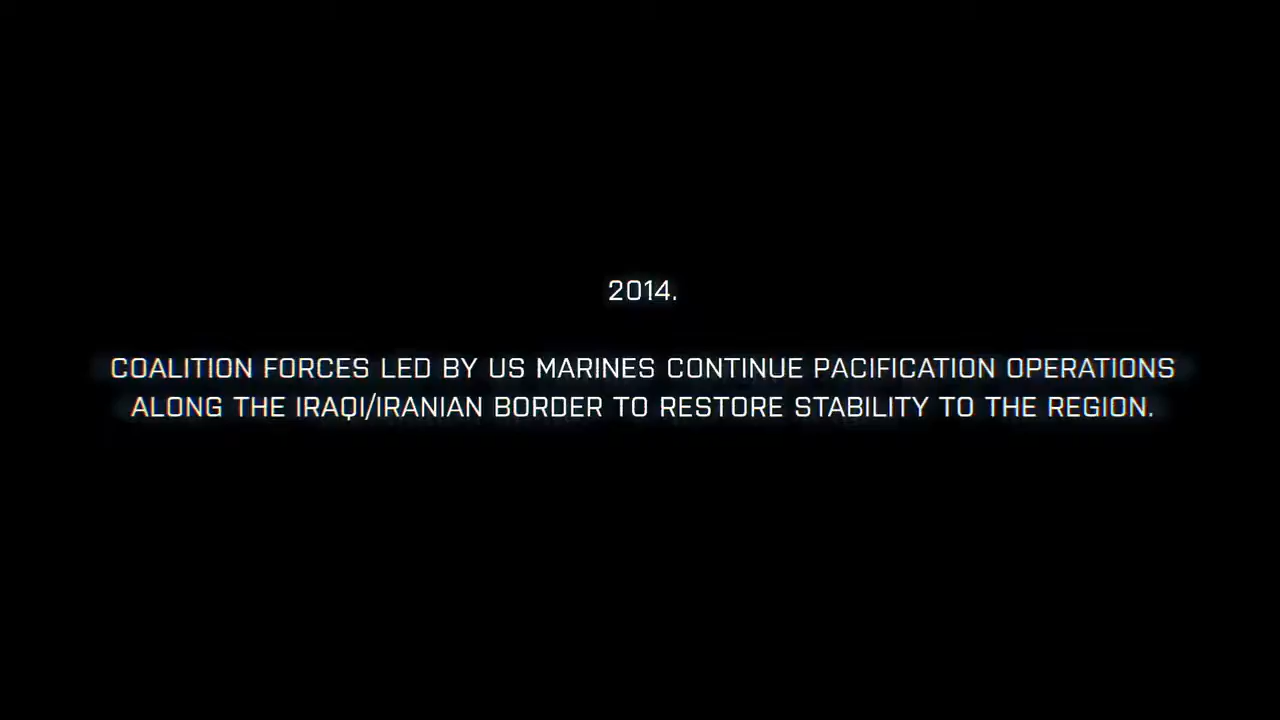 2014.
COALITION FORCES LED BY US MARINES CONTINUE PACIFICATION OPERATIONS
ALONG THE IRAQI/IRANIAN BORDER TO RESTORE STABILITY TO THE REGION.